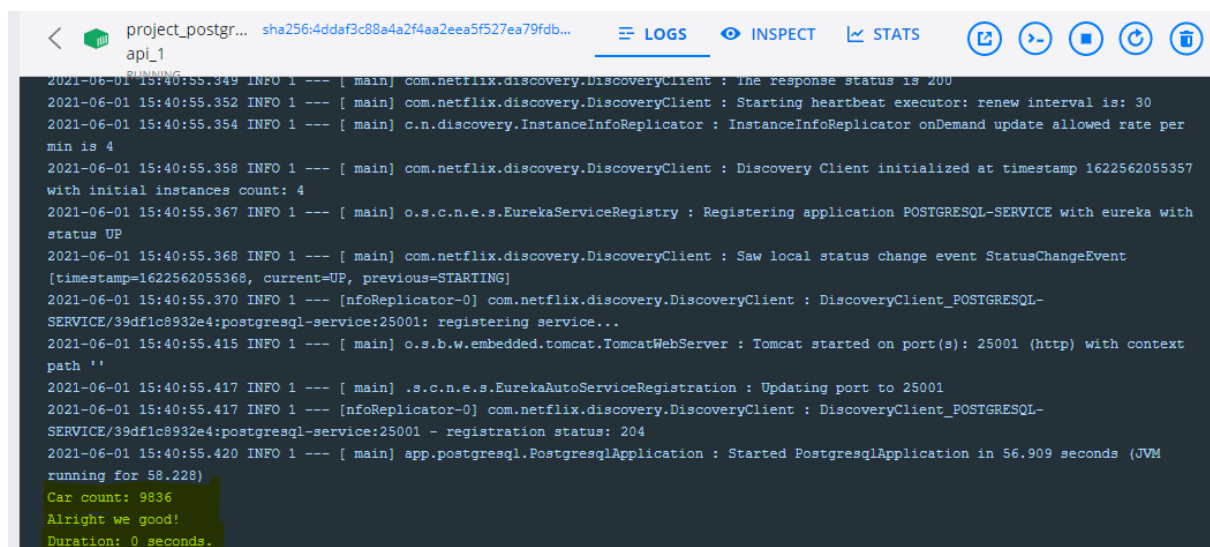 project_postgr... sha256:4ddaf3c88a4a2f4aa2eea5f527ea79fdb... LOGS INSPECT STATS
api_1
RUNNING
2021-06-01 15:40:55.349 INFO 1 --- [ main] com.netflix.discovery.DiscoveryClient : The response status is 200
2021-06-01 15:40:55.352 INFO 1 --- [ main] com.netflix.discovery.DiscoveryClient : Starting heartbeat executor: renew interval is: 30
2021-06-01 15:40:55.354 INFO 1 --- [ main] c.n.discovery.InstanceInfoReplicator : InstanceInfoReplicator onDemand update allowed rate per
min is 4
2021-06-01 15:40:55.358 INFO 1 --- [ main] com.netflix.discovery.DiscoveryClient : Discovery Client initialized at timestamp 1622562055357
with initial instances count: 4
2021-06-01 15:40:55.367 INFO 1 --- [ main] o.s.c.n.e.s.EurekaServiceRegistry : Registering application POSTGRESQL-SERVICE with eureka with
status UP
2021-06-01 15:40:55.368 INFO 1 --- [ main] com.netflix.discovery.DiscoveryClient : Saw local status change event StatusChangeEvent
[timestamp=1622562055368, current=UP, previous=STARTING]
2021-06-01 15:40:55.370 INFO 1 --- [nfoReplicator-0] com.netflix.discovery.DiscoveryClient : DiscoveryClient_POSTGRESQL-
SERVICE/39df1c8932e4:postgresql-service:25001: registering service...
2021-06-01 15:40:55.415 INFO 1 --- [ main] o.s.b.w.embedded.tomcat.TomcatWebServer : Tomcat started on port(s): 25001 (http) with context
path ''
2021-06-01 15:40:55.417 INFO 1 --- [ main] .s.c.n.e.s.EurekaAutoServiceRegistration : Updating port to 25001
2021-06-01 15:40:55.417 INFO 1 --- [nfoReplicator-0] com.netflix.discovery.DiscoveryClient : DiscoveryClient_POSTGRESQL-
SERVICE/39df1c8932e4:postgresql-service:25001 - registration status: 204
2021-06-01 15:40:55.420 INFO 1 --- [ main] app.postgresql.PostgresqlApplication : Started PostgresqlApplication in 56.909 seconds (JVM
running for 58.228)
Car count: 9836
Alright we good!
Duration: 0 seconds.